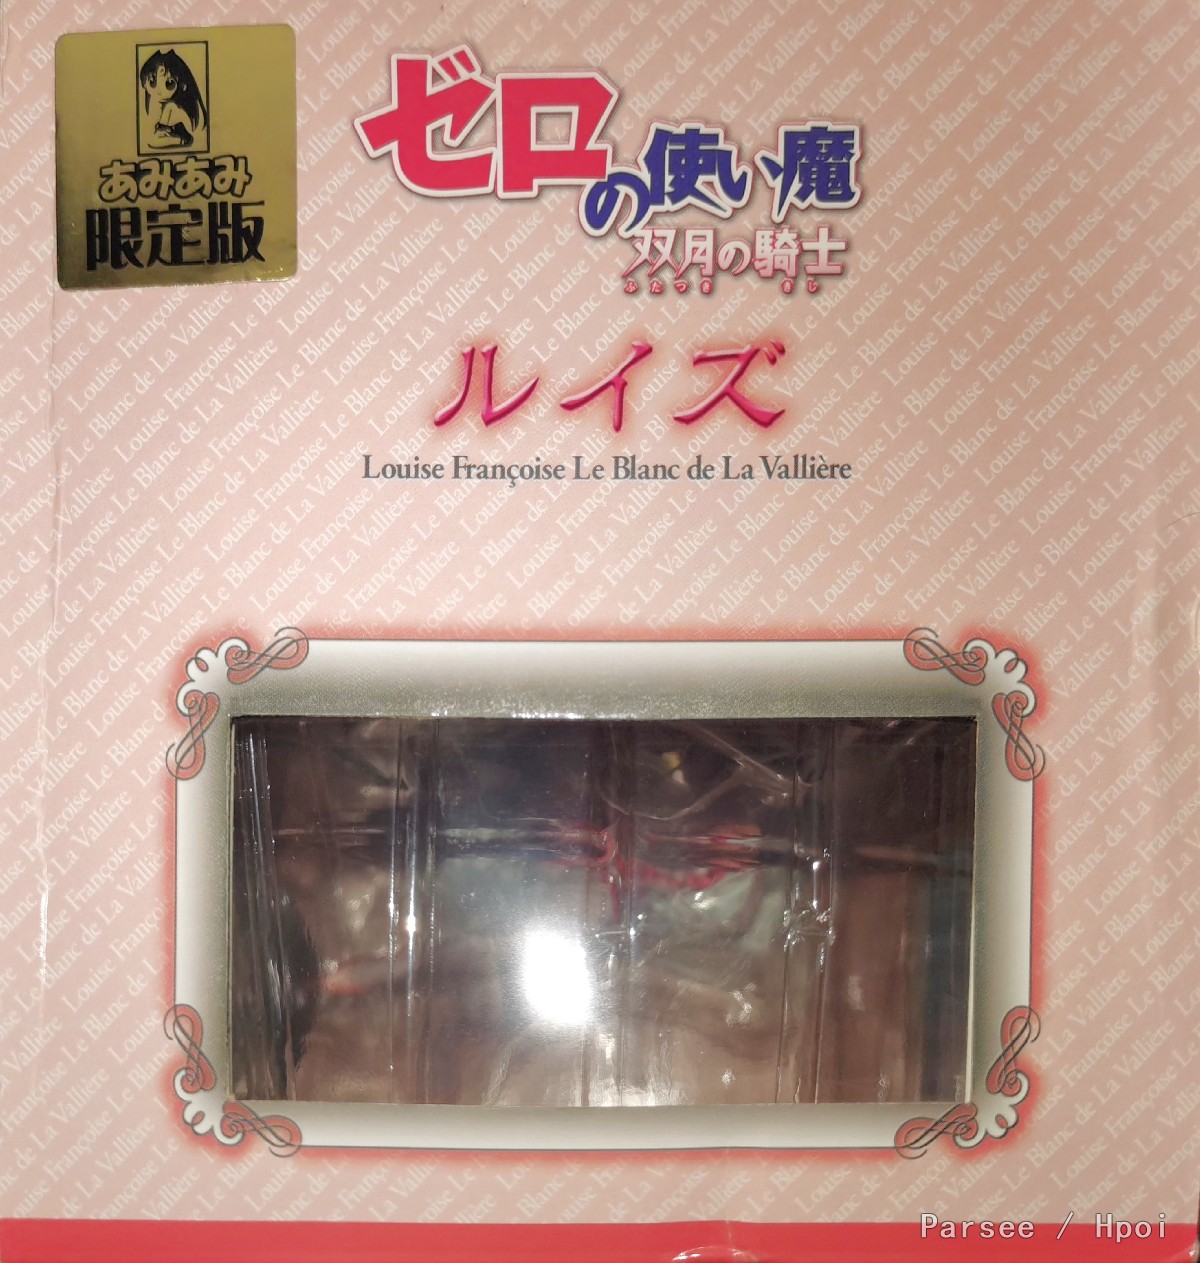 あみあみ
限定版
ゼロの使い魔
双月の騎士
ふたつき きし
ルイズ
Louise Françoise Le Blanc de La Vallière
Parsee / Hpoi